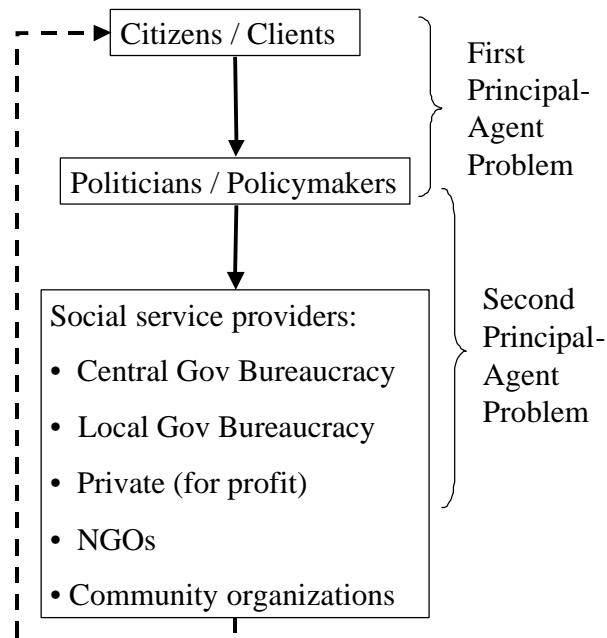 Citizens / Clients
First
Principal-
Agent
Problem
Politicians / Policymakers
Social service providers:
• Central Gov Bureaucracy
• Local Gov Bureaucracy
• Private (for profit)
• NGOs
• Community organizations
Second
Principal-
Agent
Problem